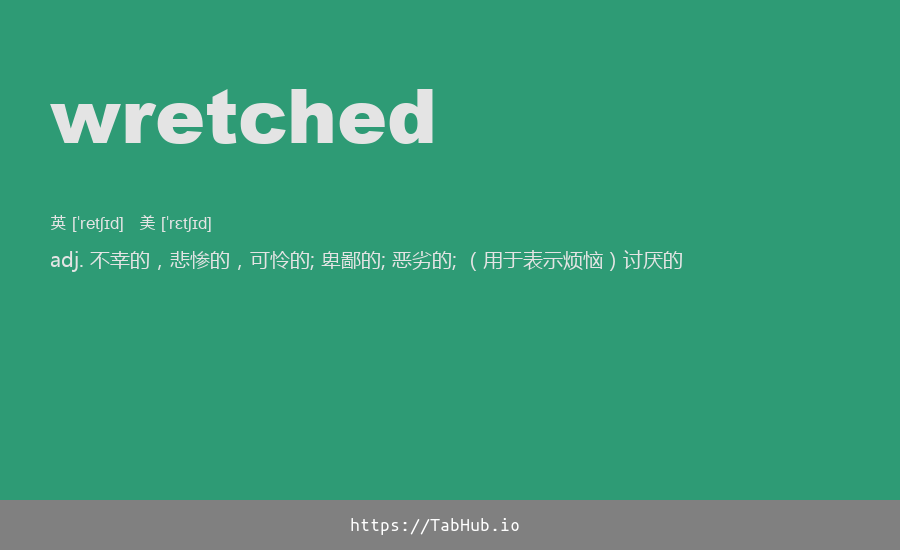 wretched
英 [ˈretʃɪd] 美 [ˈrɛtʃɪd]
adj. 不幸的，悲惨的，可怜的; 卑鄙的; 恶劣的; （用于表示烦恼）讨厌的
https://TabHub.io